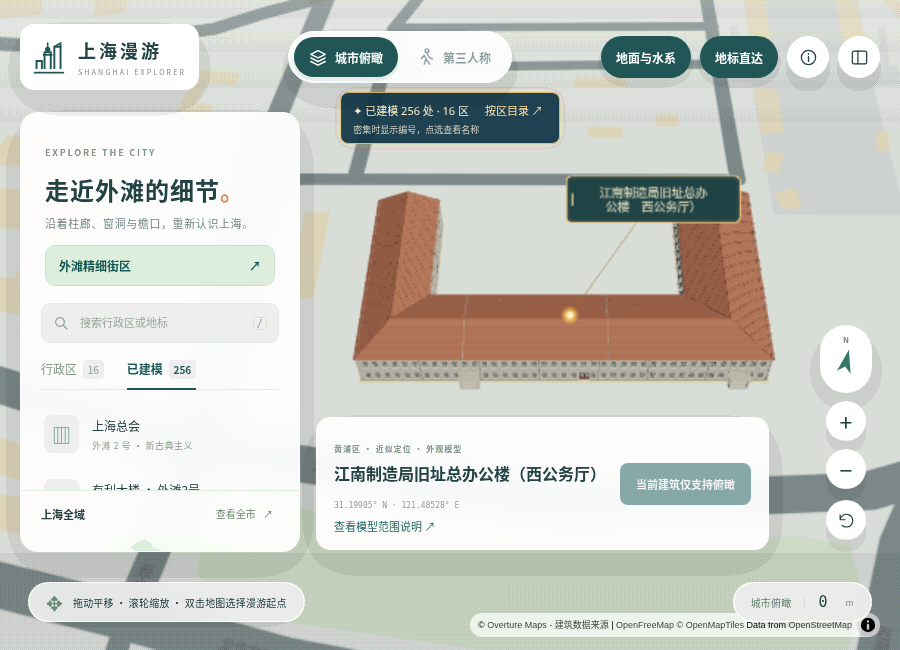 上海漫游
SHANGHAI EXPLORER
城市俯瞰
第三人称
地面与水系
地标直达
✦ 已建模 256 处 · 16 区 按区目录 ↗
密集时显示编号，点选查看名称
EXPLORE THE CITY
走近外滩的细节。
沿着柱廊、窗洞与檐口，重新认识上海。
外滩精细街区 ↗
搜索行政区或地标 /
行政区 16 已建模 256
上海总会
外滩 2 号 · 新古典主义
上海全域 查看全市 ↗
江南制造局旧址总办
公楼 西公务厅）
N
黄浦区 · 近似定位 · 外观模型
江南制造局旧址总办公楼（西公务厅）
31.19905° N · 121.48528° E
查看模型范围说明 ↗
当前建筑仅支持俯瞰
拖动平移 · 滚轮缩放 · 双击地图选择漫游起点
城市俯瞰 0 m
© Overture Maps · 建筑数据来源 | OpenFreeMap © OpenMapTiles Data from OpenStreetMap